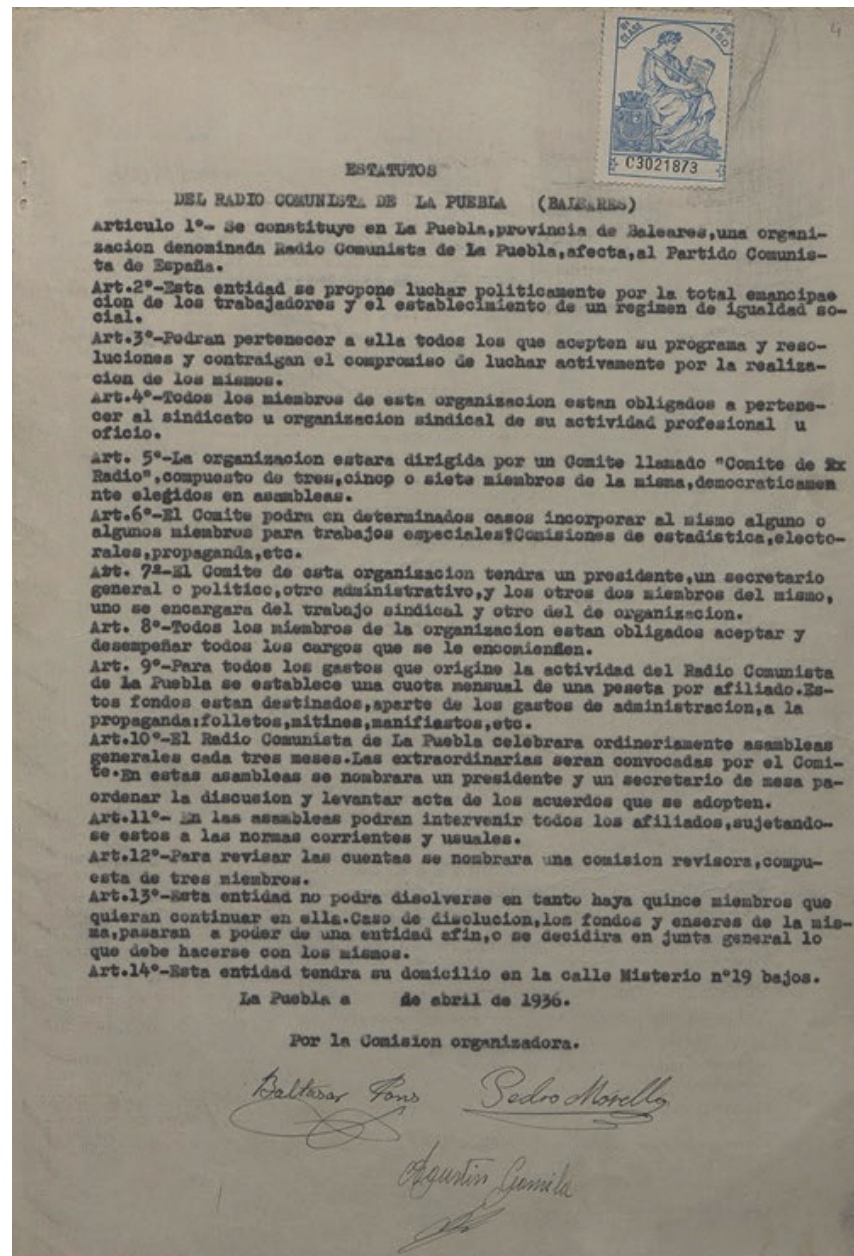 4
8ª CLASE
1'50
C3021873
ESTATUTOS
DEL RADIO COMUNISTA DE LA PUEBLA (BALEARES)
Articulo 1º- Se constituye en La Puebla,provincia de Baleares,una organi-
zacion denominada Radio Comunista de La Puebla,afecta,al Partido Comunis-
ta de España.
Art.2º-Esta entidad se propone luchar politicamente por la total emancipae
cion de los trabajadores y el establecimiento de un regimen de igualdad so-
cial.
Art.3º-Podran pertenecer a ella todos los que acepten su programa y reso-
luciones y contraigan el compromiso de luchar activamente por la realiza-
cion de los mismos.
Art.4º-Todos los miembros de esta organizacion estan obligados a pertene-
cer al sindicato u organizacion sindical de su actividad profesional u
oficio.
Art. 5º-La organizacion estara dirigida por un Comite llamado "Comite de Rx
Radio",compuesto de tres,cinco o siete miembros de la misma,democraticamen
nte elegidos en asambleas.
Art.6º-El Comite podra en determinados casos incorporar al mismo alguno o
algunos miembros para trabajos especiales:Comisiones de estadistica,electo-
rales,propaganda,etc.
Art. 7ª-El Comite de esta organizacion tendra un presidente,un secretario
general o politico,otro administrativo,y los otros dos miembros del mismo,
uno se encargara del trabajo sindical y otro del de organizacion.
Art. 8º-Todos los miembros de la organizacion estan obligados aceptar y
desempeñar todos los cargos que se le encomienden.
Art. 9º-Para todos los gastos que origine la actividad del Radio Comunista
de La Puebla se establece una cuota mensual de una peseta por afiliado.Es-
tos fondos estan destinados,aparte de los gastos de administracion,a la
propaganda:folletos,mitines,manifiestos,etc.
Art.10º-El Radio Comunista de La Puebla celebrara ordineriamente asambleas
generales cada tres meses.Las extraordinarias seran convocadas por el Comi-
te.En estas asambleas se nombrara un presidente y un secretario de mesa pa-
ordenar la discusion y levantar acta de los acuerdos que se adopten.
Art.11º- En las asambleas podran intervenir todos los afiliados,sujetando-
se estos a las normas corrientes y usuales.
Art.12º-Para revisar las cuentas se nombrara una comision revisora,compu-
esta de tres miembros.
Art.13º-Esta entidad no podra disolverse en tanto haya quince miembros que
quieran continuar en ella.Caso de disolucion,los fondos y enseres de la mis-
ma,pasaran a poder de una entidad afin,o se decidira en junta general lo
que debe hacerse con los mismos.
Art.14º-Esta entidad tendra su domicilio en la calle Misterio nº19 bajos.
La Puebla a de abril de 1936.
Por la Comision organizadora.
Baltasar Pons Pedro Morello
Agustin Gomila